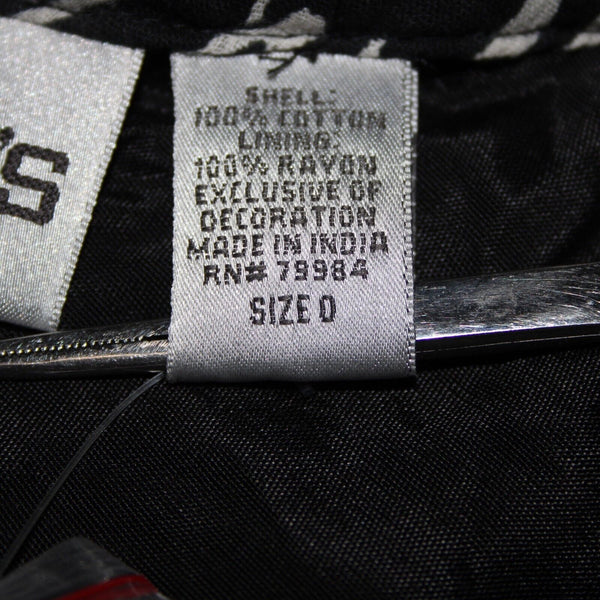 'S
SHELL:
100% COTTON
LINING:
100% RAYON
EXCLUSIVE OF
DECORATION
MADE IN INDIA
RN# 79984
SIZE 0